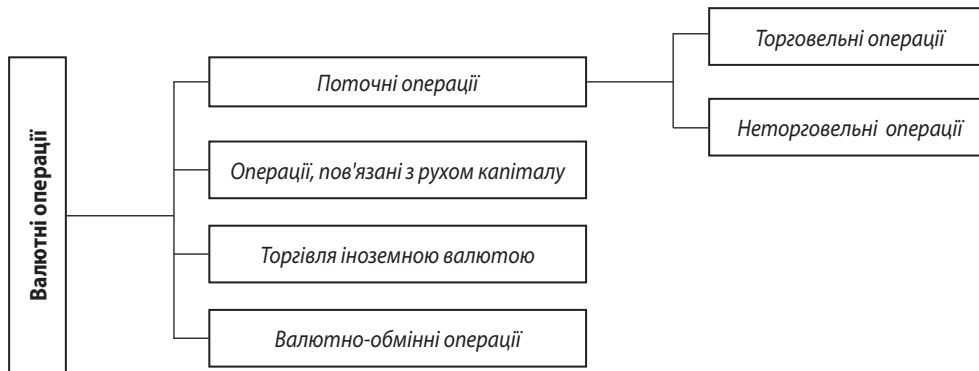 Валютні операції
Поточні операції
Операції, пов'язані з рухом капіталу
Торгівля іноземною валютою
Валютно-обмінні операції
Торговельні операції
Неторговельні операції